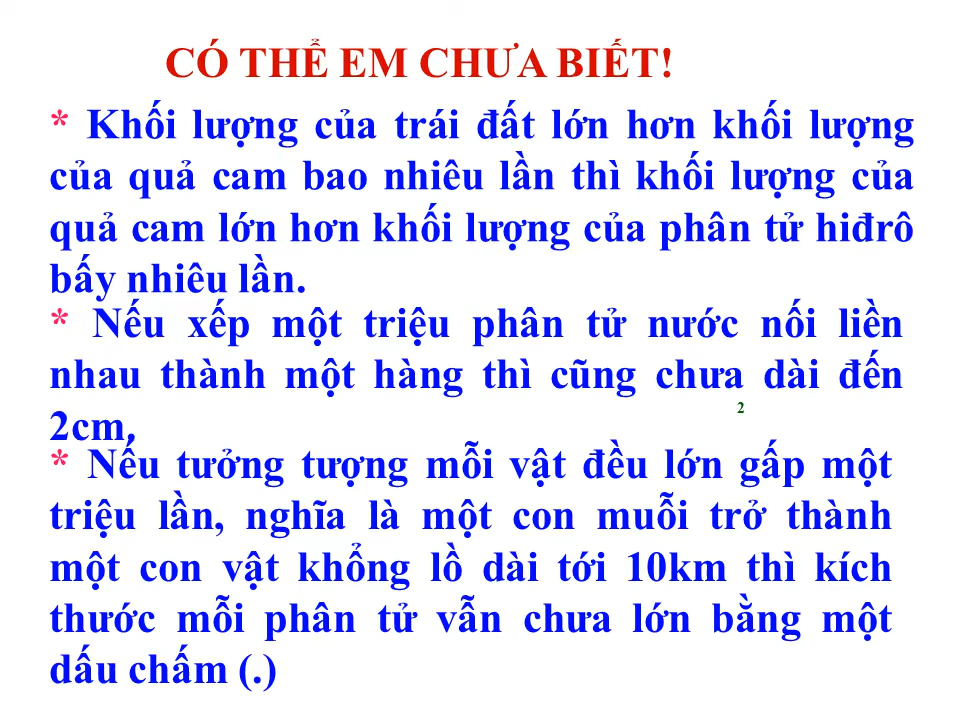 CÓ THỂ EM CHƯA BIẾT!
* Khối lượng của trái đất lớn hơn khối lượng
của quả cam bao nhiêu lần thì khối lượng của
quả cam lớn hơn khối lượng của phân tử hiđrô
bấy nhiêu lần.
* Nếu xếp một triệu phân tử nước nối liền
nhau thành một hàng thì cũng chưa dài đến
2
2cm.
* Nếu tưởng tượng mỗi vật đều lớn gấp một
triệu lần, nghĩa là một con muỗi trở thành
một con vật khổng lồ dài tới 10km thì kích
thước mỗi phân tử vẫn chưa lớn bằng một
dấu chấm (.)